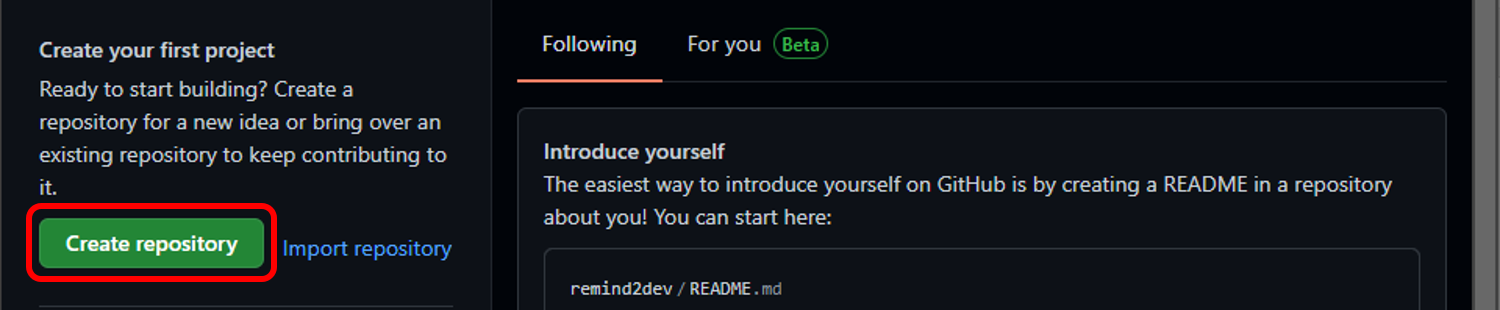 Create your first project
Ready to start building? Create a
repository for a new idea or bring over an
existing repository to keep contributing to
it.
Create repository
Import repository
Following
For you
Beta
Introduce yourself
The easiest way to introduce yourself on GitHub is by creating a README in a repository
about you! You can start here:
remind2dev / README.md